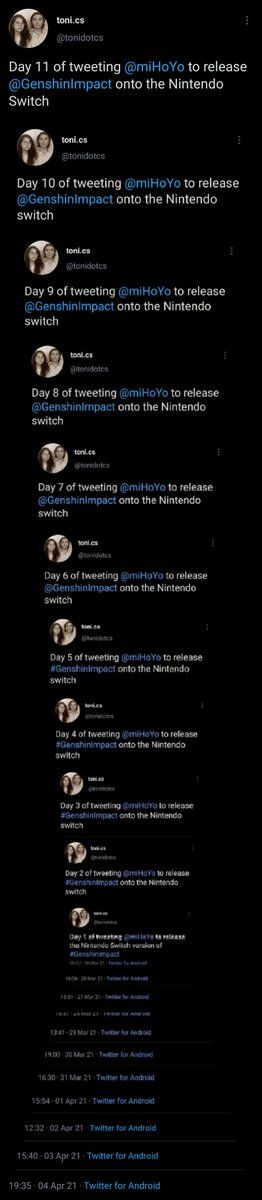 toni.cs
@tonidotcs
Day 11 of tweeting @miHoYo to release
@GenshinImpact onto the Nintendo
Switch
toni.cs
@tonidotcs
Day 10 of tweeting @miHoYo to release
@GenshinImpact onto the Nintendo
switch
toni.cs
@tonidotcs
Day 9 of tweeting @miHoYo to release
@GenshinImpact onto the Nintendo
switch
toni.cs
@tonidotcs
Day 8 of tweeting @miHoYo to release
@GenshinImpact onto the Nintendo
switch
toni.cs
@tonidotcs
Day 7 of tweeting @miHoYo to release
@GenshinImpact onto the Nintendo
switch
toni.cs
@tonidotcs
Day 6 of tweeting @miHoYo to release
@GenshinImpact onto the Nintendo
switch
toni.cs
@tonidotcs
Day 5 of tweeting @miHoYo to release
#GenshinImpact onto the Nintendo
switch
toni.cs
@tonidotcs
Day 4 of tweeting @miHoYo to release
#GenshinImpact onto the Nintendo
switch
toni.cs
@tonidotcs
Day 3 of tweeting @miHoYo to release
#GenshinImpact onto the Nintendo
switch
toni.cs
@tonidotcs
Day 2 of tweeting @miHoYo to release
#GenshinImpact onto the Nintendo
switch
toni.cs
@tonidotcs
Day 1 of tweeting @miHoYo to release
the Nintendo Switch version of
#GenshinImpact
25 Mar 21 · Twitter for Android
26 Mar 21 · Twitter for Android
15:51 · 27 Mar 21 · Twitter for Android
28 Mar 21 · Twitter for Android
13:41 · 29 Mar 21 · Twitter for Android
19:00 · 30 Mar 21 · Twitter for Android
16:30 · 31 Mar 21 · Twitter for Android
15:54 · 01 Apr 21 · Twitter for Android
12:32 · 02 Apr 21 · Twitter for Android
15:40 · 03 Apr 21 · Twitter for Android
19:35 · 04 Apr 21 · Twitter for Android